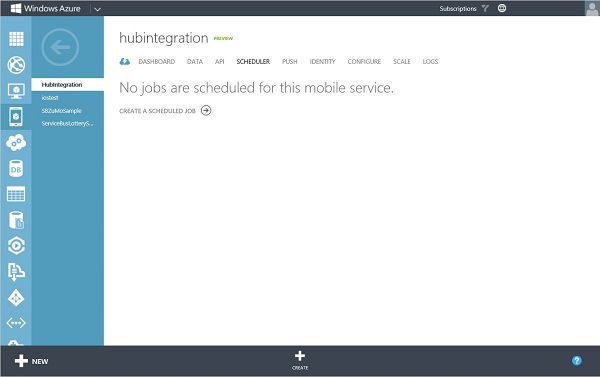 Windows Azure
Subscriptions
hubintegration PREVIEW
DASHBOARD DATA API SCHEDULER PUSH IDENTITY CONFIGURE SCALE LOGS
HubIntegration
iostest
SBZuMoSample
ServiceBusLotteryS...
No jobs are scheduled for this mobile service.
CREATE A SCHEDULED JOB
DB
NEW
CREATE
?